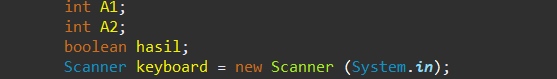 int A1;
int A2;
boolean hasil;
Scanner keyboard = new Scanner (System.in);